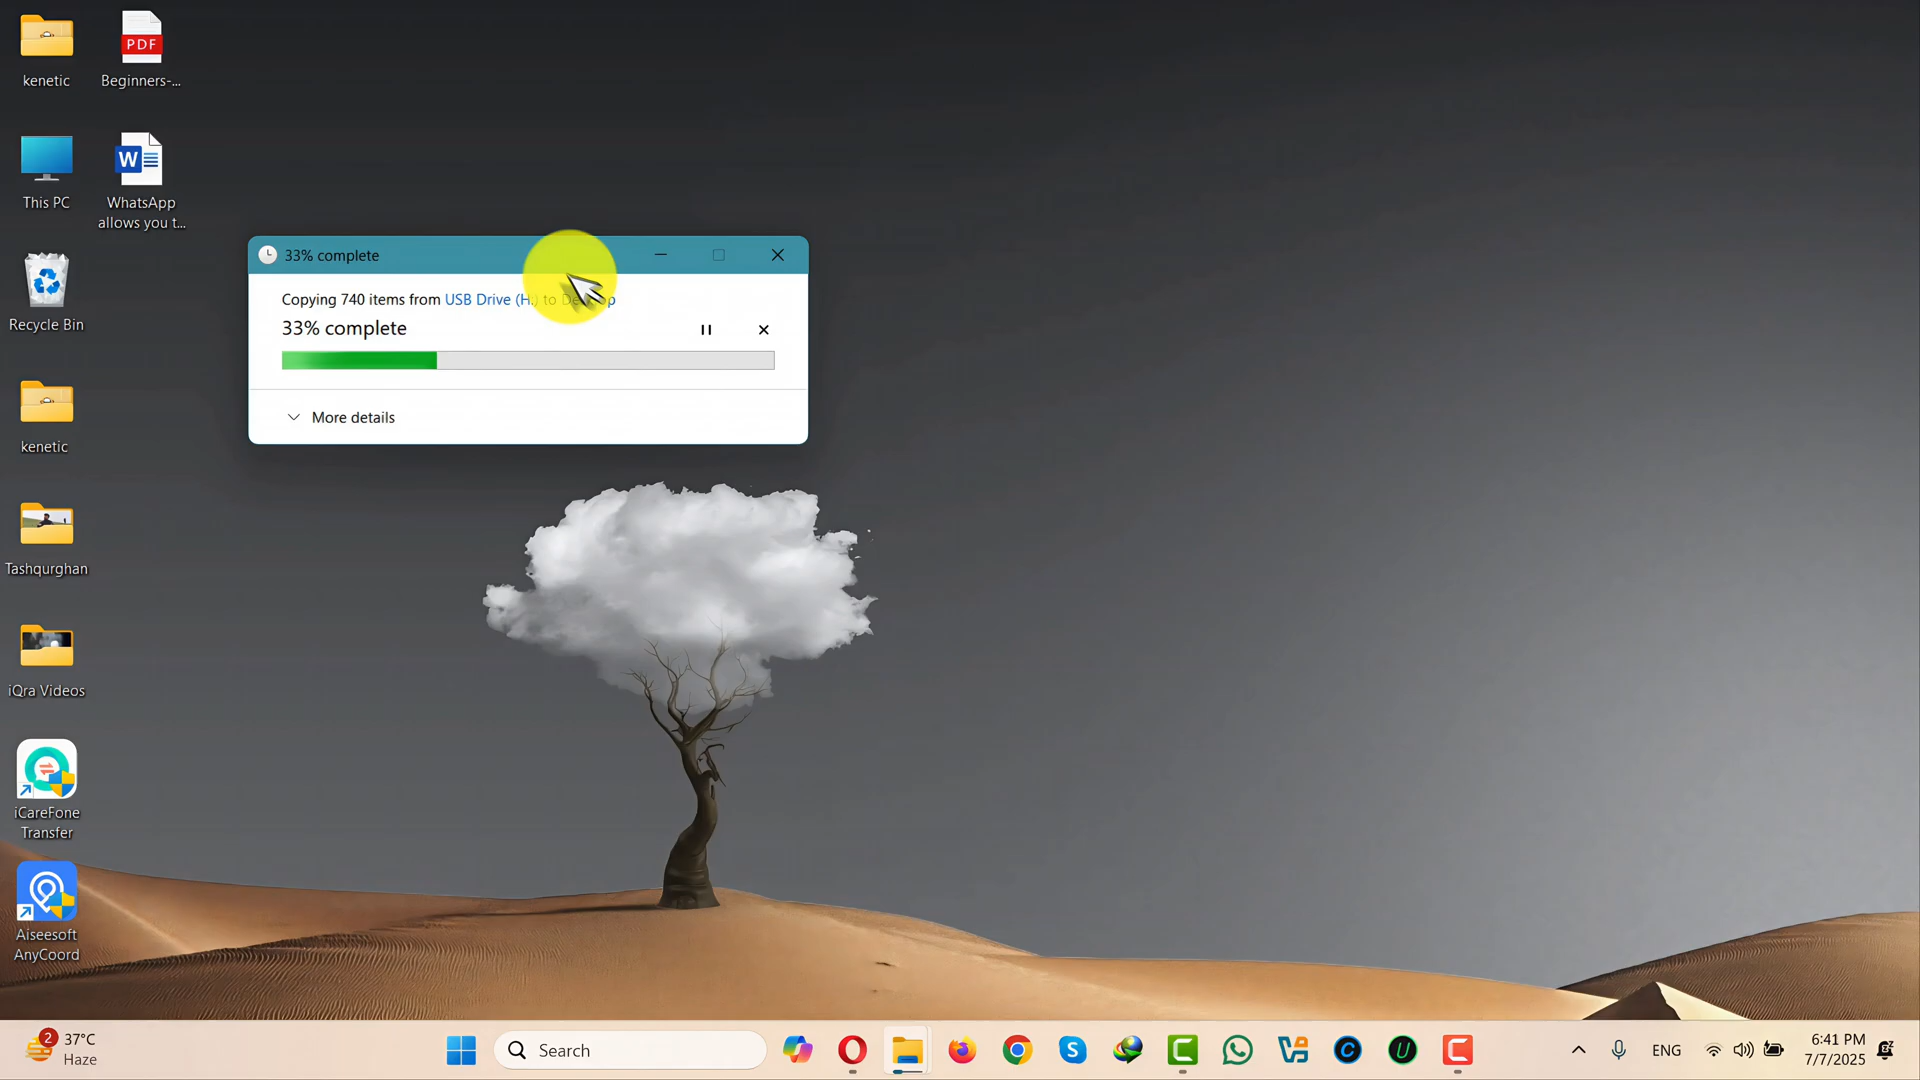 kenetic
Beginners-...
PDF
This PC
W
WhatsApp
allows you t...
Recycle Bin
kenetic
Tashqurghan
iQra Videos
iCareFone
Transfer
Aiseesoft
AnyCoord
33% complete
Copying 740 items from USB Drive (H:) to Desktop
33% complete
More details
2
37°C
Haze
Search
ENG
6:41 PM
7/7/2025